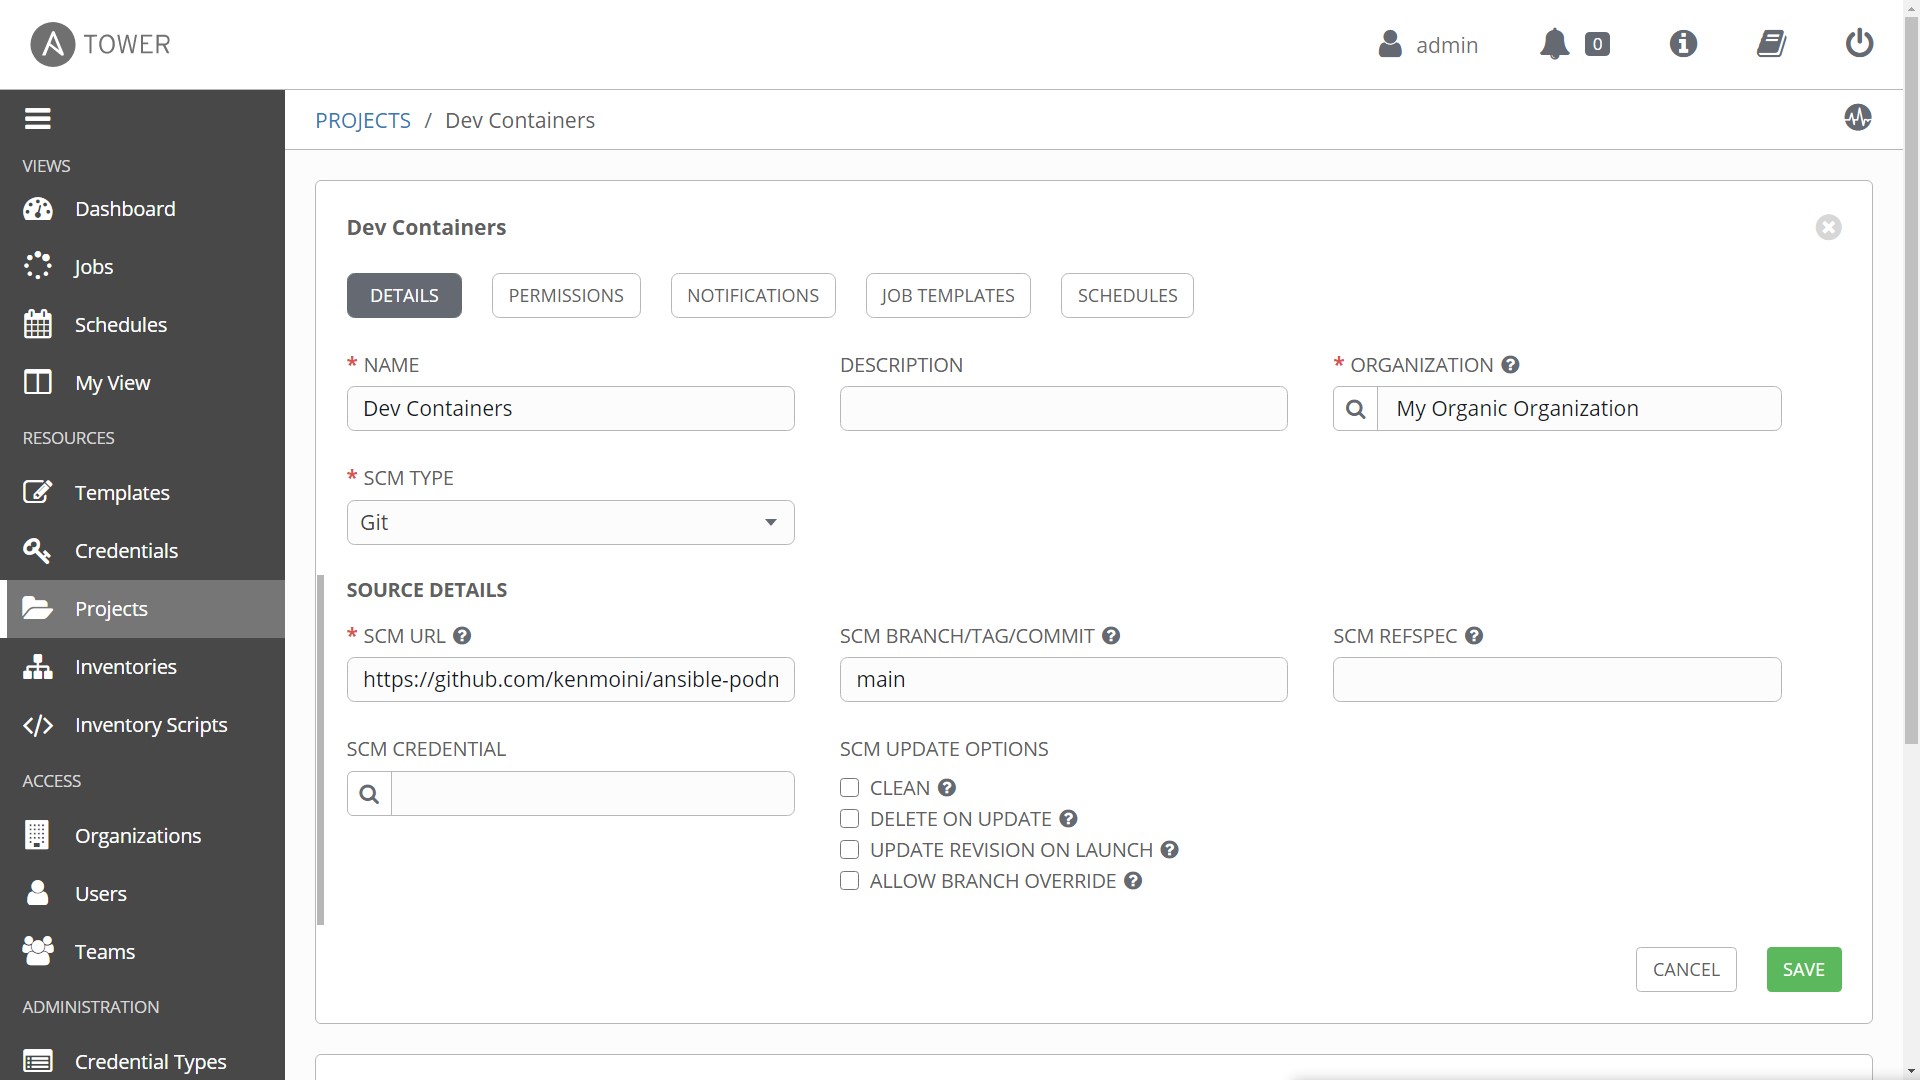 A TOWER
admin
0
PROJECTS / Dev Containers
VIEWS
Dashboard
Jobs
Schedules
My View
RESOURCES
Templates
Credentials
Projects
Inventories
Inventory Scripts
ACCESS
Organizations
Users
Teams
ADMINISTRATION
Credential Types
Dev Containers
DETAILS
PERMISSIONS
NOTIFICATIONS
JOB TEMPLATES
SCHEDULES
* NAME
Dev Containers
DESCRIPTION
* ORGANIZATION ?
My Organic Organization
* SCM TYPE
Git
SOURCE DETAILS
* SCM URL ?
https://github.com/kenmoini/ansible-podn
SCM BRANCH/TAG/COMMIT ?
main
SCM REFSPEC ?
SCM CREDENTIAL
SCM UPDATE OPTIONS
CLEAN ?
DELETE ON UPDATE ?
UPDATE REVISION ON LAUNCH ?
ALLOW BRANCH OVERRIDE ?
CANCEL
SAVE